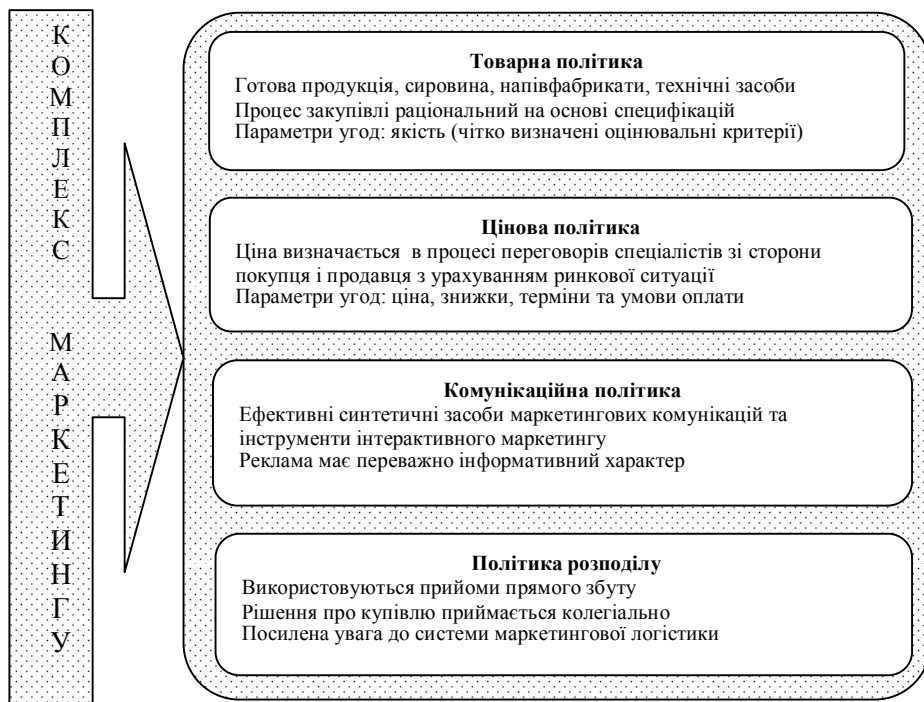 КОМПЛЕКС МАРКЕТИНГУ
Товарна політика
Готова продукція, сировина, напівфабрикати, технічні засоби
Процес закупівлі раціональний на основі специфікацій
Параметри угод: якість (чітко визначені оцінювальні критерії)
Цінова політика
Ціна визначається в процесі переговорів спеціалістів зі сторони
покупця і продавця з урахуванням ринкової ситуації
Параметри угод: ціна, знижки, терміни та умови оплати
Комунікаційна політика
Ефективні синтетичні засоби маркетингових комунікацій та
інструменти інтерактивного маркетингу
Реклама має переважно інформативний характер
Політика розподілу
Використовуються прийоми прямого збуту
Рішення про купівлю приймається колегіально
Посилена увага до системи маркетингової логістики